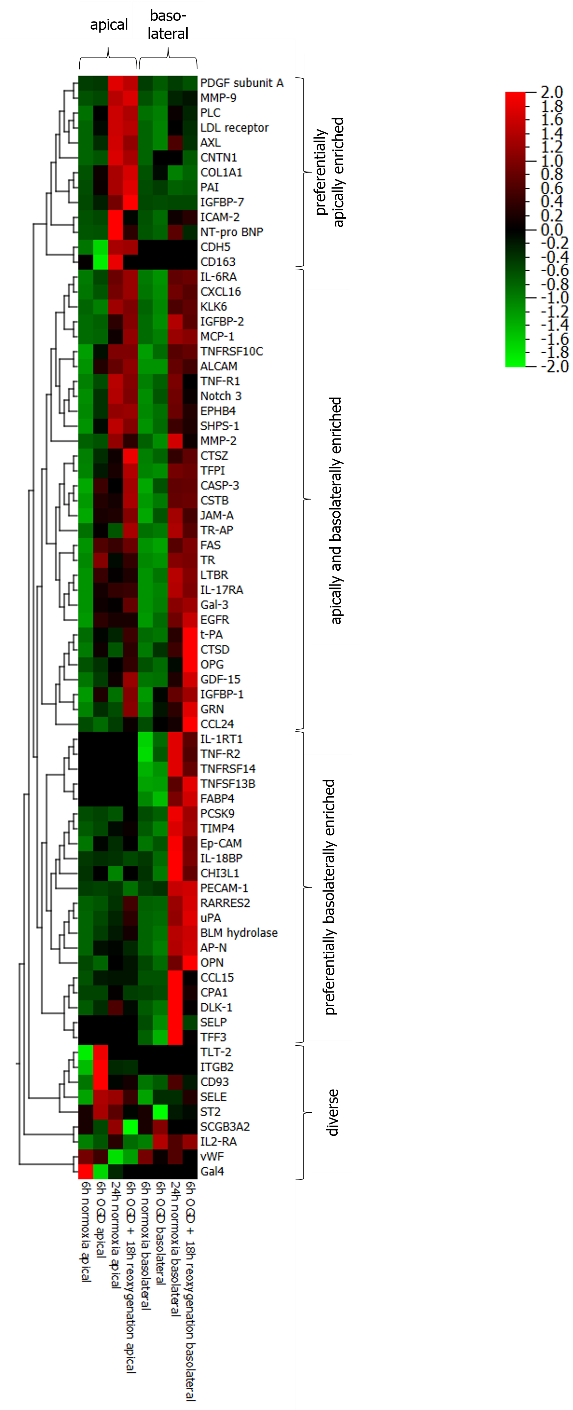 apical
baso-
lateral
PDGF subunit A
MMP-9
PLC
LDL receptor
AXL
CNTN1
COL1A1
PAI
IGFBP-7
ICAM-2
NT-pro BNP
CDH5
CD163
IL-6RA
CXCL16
KLK6
IGFBP-2
MCP-1
TNFRSF10C
ALCAM
TNF-R1
Notch 3
EPHB4
SHPS-1
MMP-2
CTSZ
TFPI
CASP-3
CSTB
JAM-A
TR-AP
FAS
TR
LTBR
IL-17RA
Gal-3
EGFR
t-PA
CTSD
OPG
GDF-15
IGFBP-1
GRN
CCL24
IL-1RT1
TNF-R2
TNFRSF14
TNFSF13B
FABP4
PCSK9
TIMP4
Ep-CAM
IL-18BP
CHI3L1
PECAM-1
RARRES2
uPA
BLM hydrolase
AP-N
OPN
CCL15
CPA1
DLK-1
SELP
TFF3
TLT-2
ITGB2
CD93
SELE
ST2
SCGB3A2
IL2-RA
vWF
Gal4
preferentially
apically enriched
apically and basolaterally enriched
preferentially basolaterally enriched
diverse
2.0
1.8
1.6
1.4
1.2
1.0
0.8
0.6
0.4
0.2
0.0
-0.2
-0.4
-0.6
-0.8
-1.0
-1.2
-1.4
-1.6
-1.8
-2.0
6h normoxia apical
6h OGD apical
24h normoxia apical
6h OGD + 18h reoxygenation apical
6h normoxia basolateral
6h OGD basolateral
24h normoxia basolateral
6h OGD + 18h reoxygenation basolateral